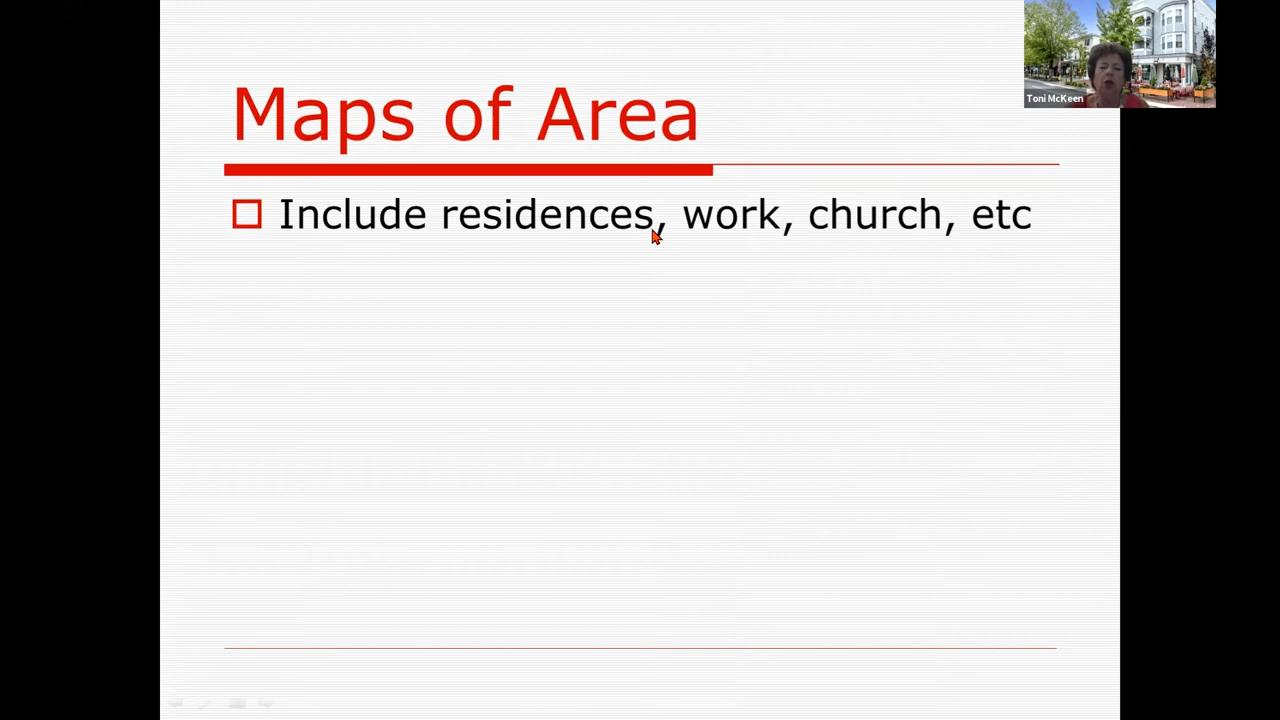 Toni McKeen
Maps of Area
Include residences, work, church, etc